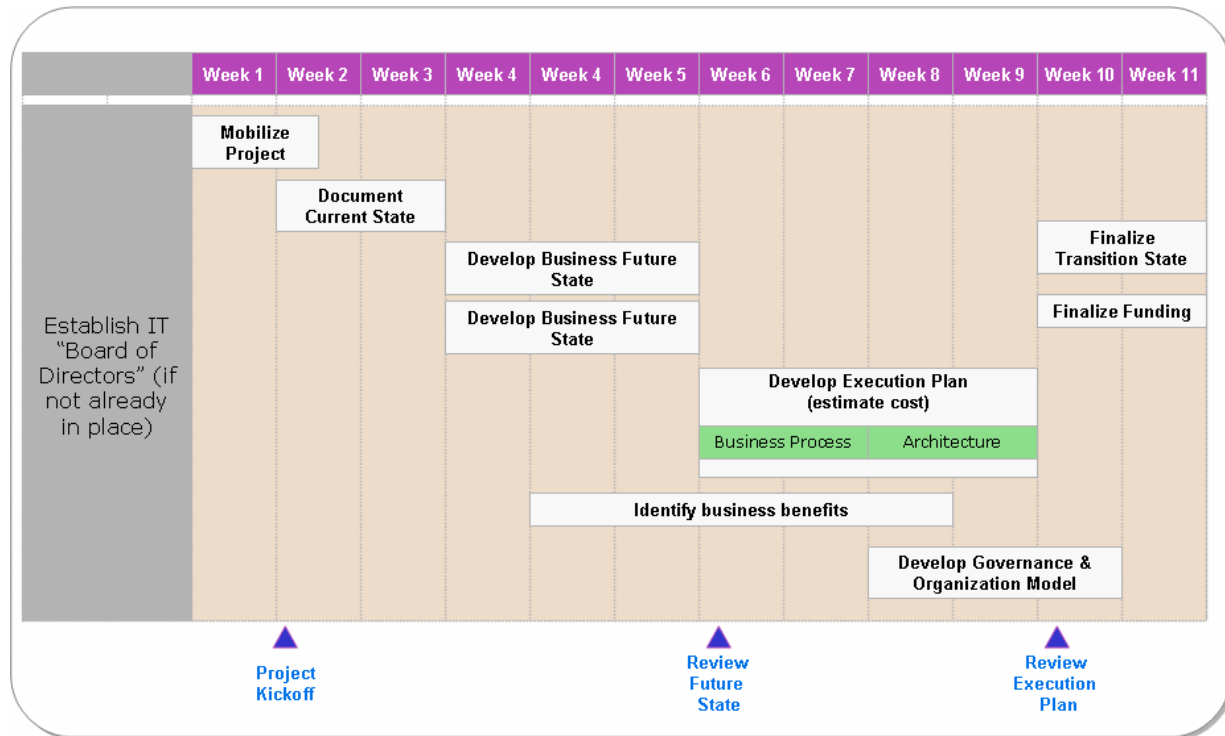 Week 1 Week 2 Week 3 Week 4 Week 4 Week 5 Week 6 Week 7 Week 8 Week 9 Week 10 Week 11
Establish IT
“Board of
Directors” (if
not already
in place)
Mobilize
Project
Document
Current State
Develop Business Future
State
Develop Business Future
State
Finalize
Transition State
Finalize Funding
Develop Execution Plan
(estimate cost)
Business Process
Architecture
Identify business benefits
Develop Governance &
Organization Model
Project
Kickoff
Review
Future
State
Review
Execution
Plan